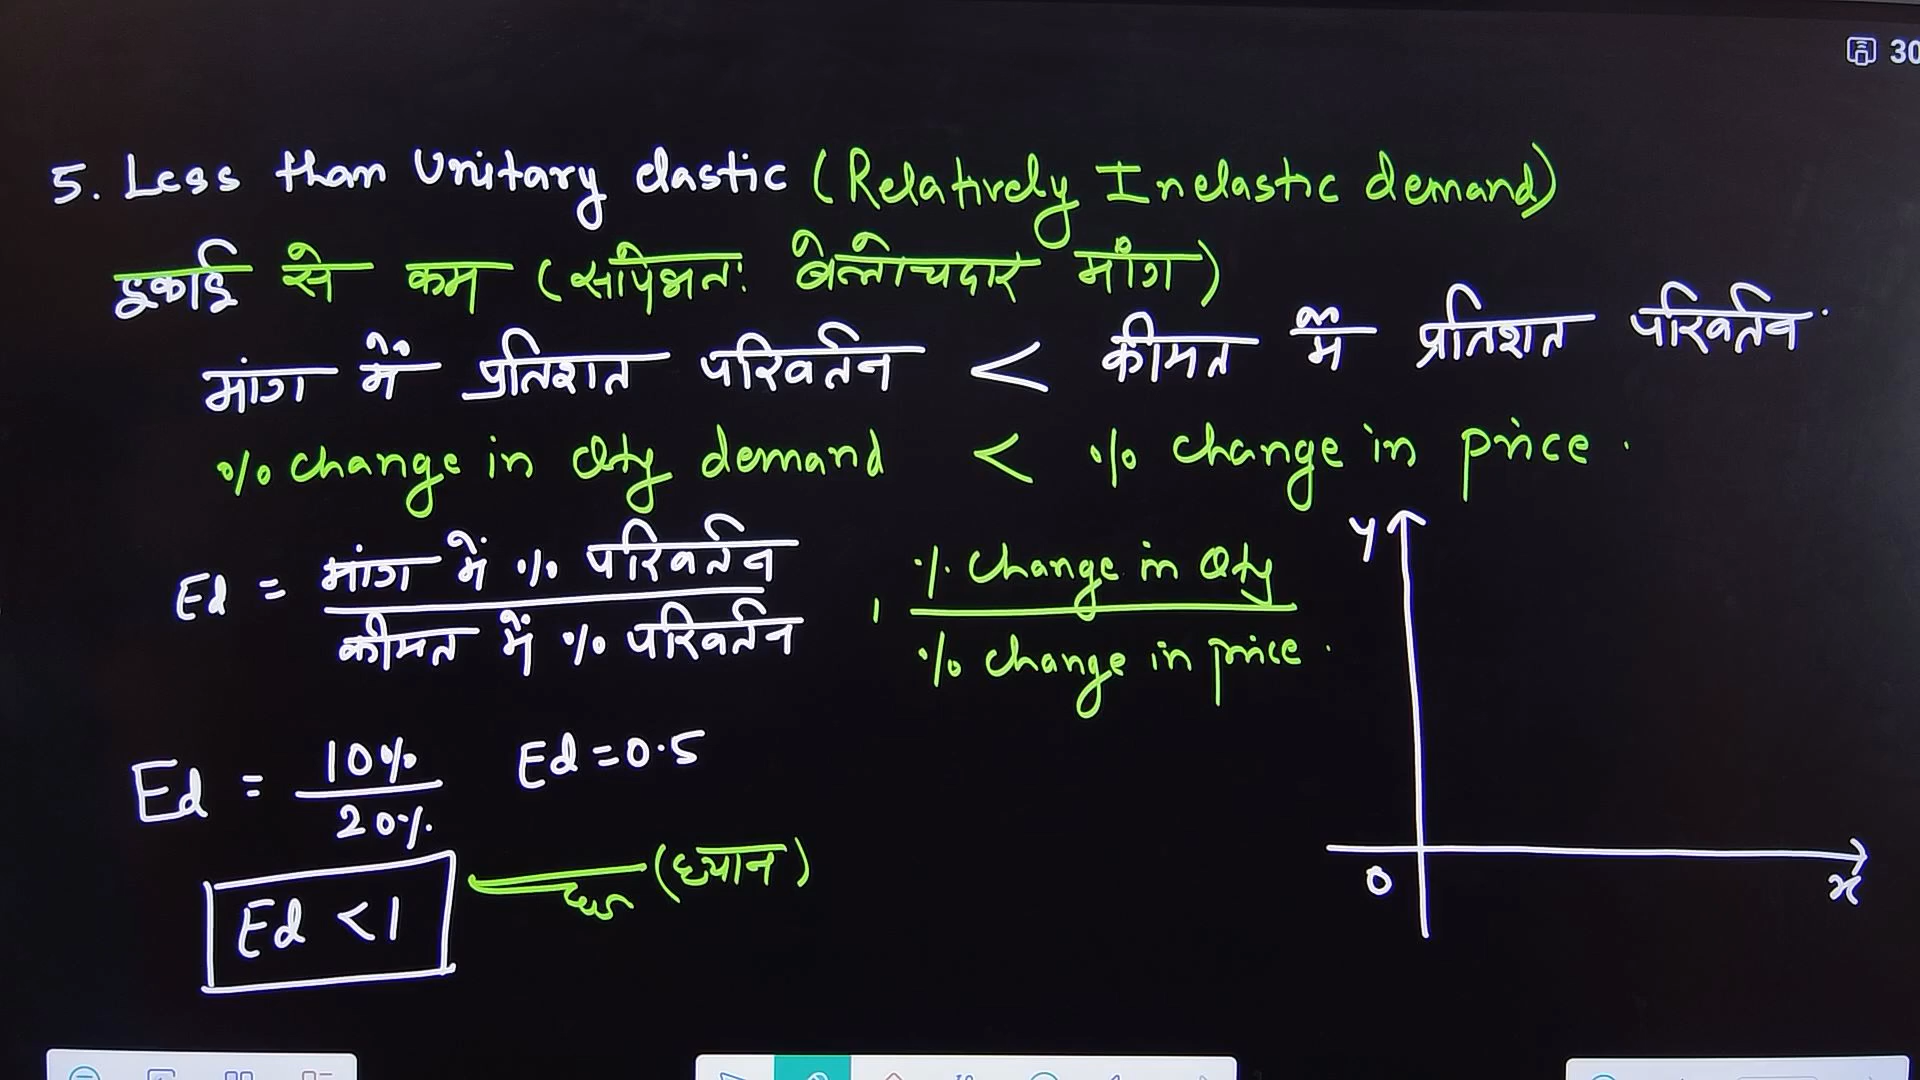 30
5. Less than Unitary elastic (Relatively Inelastic demand)
इकाई से कम (सापेक्षतः बेलोचदार मांग)
मांग में प्रतिशत परिवर्तन < कीमत में प्रतिशत परिवर्तन.
% change in Qty demand < % change in price.
Ed = मांग में % परिवर्तन / कीमत में % परिवर्तन , % change in Qty / % change in price.
Ed = 10% / 20% Ed = 0.5
Ed < 1 (ध्यान)
Y
O
x